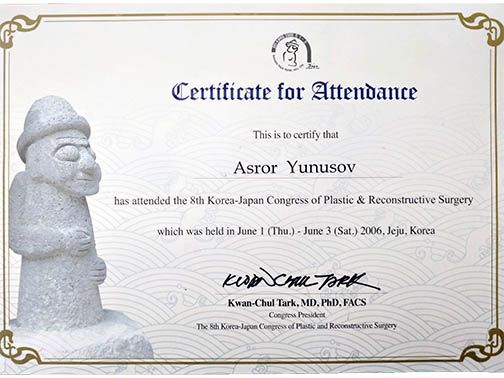 Certificate for Attendance
This is to certify that
Asror Yunusov
has attended the 8th Korea-Japan Congress of Plastic & Reconstructive Surgery
which was held in June 1 (Thu.) - June 3 (Sat.) 2006, Jeju, Korea
KWAN CHUL TARK
Kwan-Chul Tark, MD, PhD, FACS
Congress President
The 8th Korea-Japan Congress of Plastic and Reconstructive Surgery